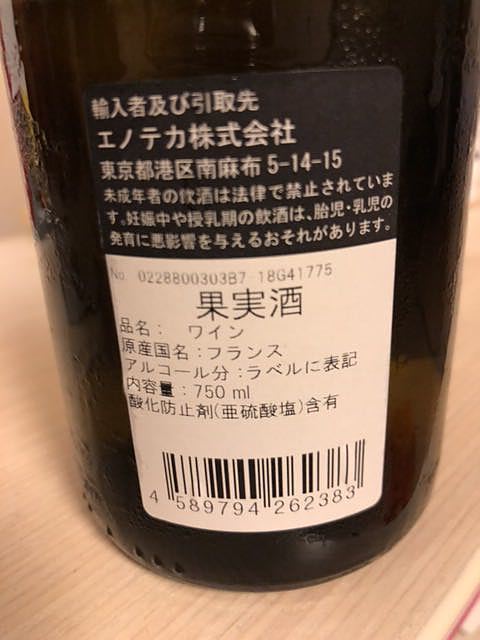 輸入者及び引取先
エノテカ株式会社
東京都港区南麻布5-14-15
未成年者の飲酒は法律で禁止されていま
す。妊娠中や授乳期の飲酒は、胎児・乳児の
発育に悪影響を与えるおそれがあります。
No. 0228800303B7-18G41775
果実酒
品名： ワイン
原産国名：フランス
アルコール分：ラベルに表記
内容量：750 ml
酸化防止剤(亜硫酸塩)含有
4 589794 262383